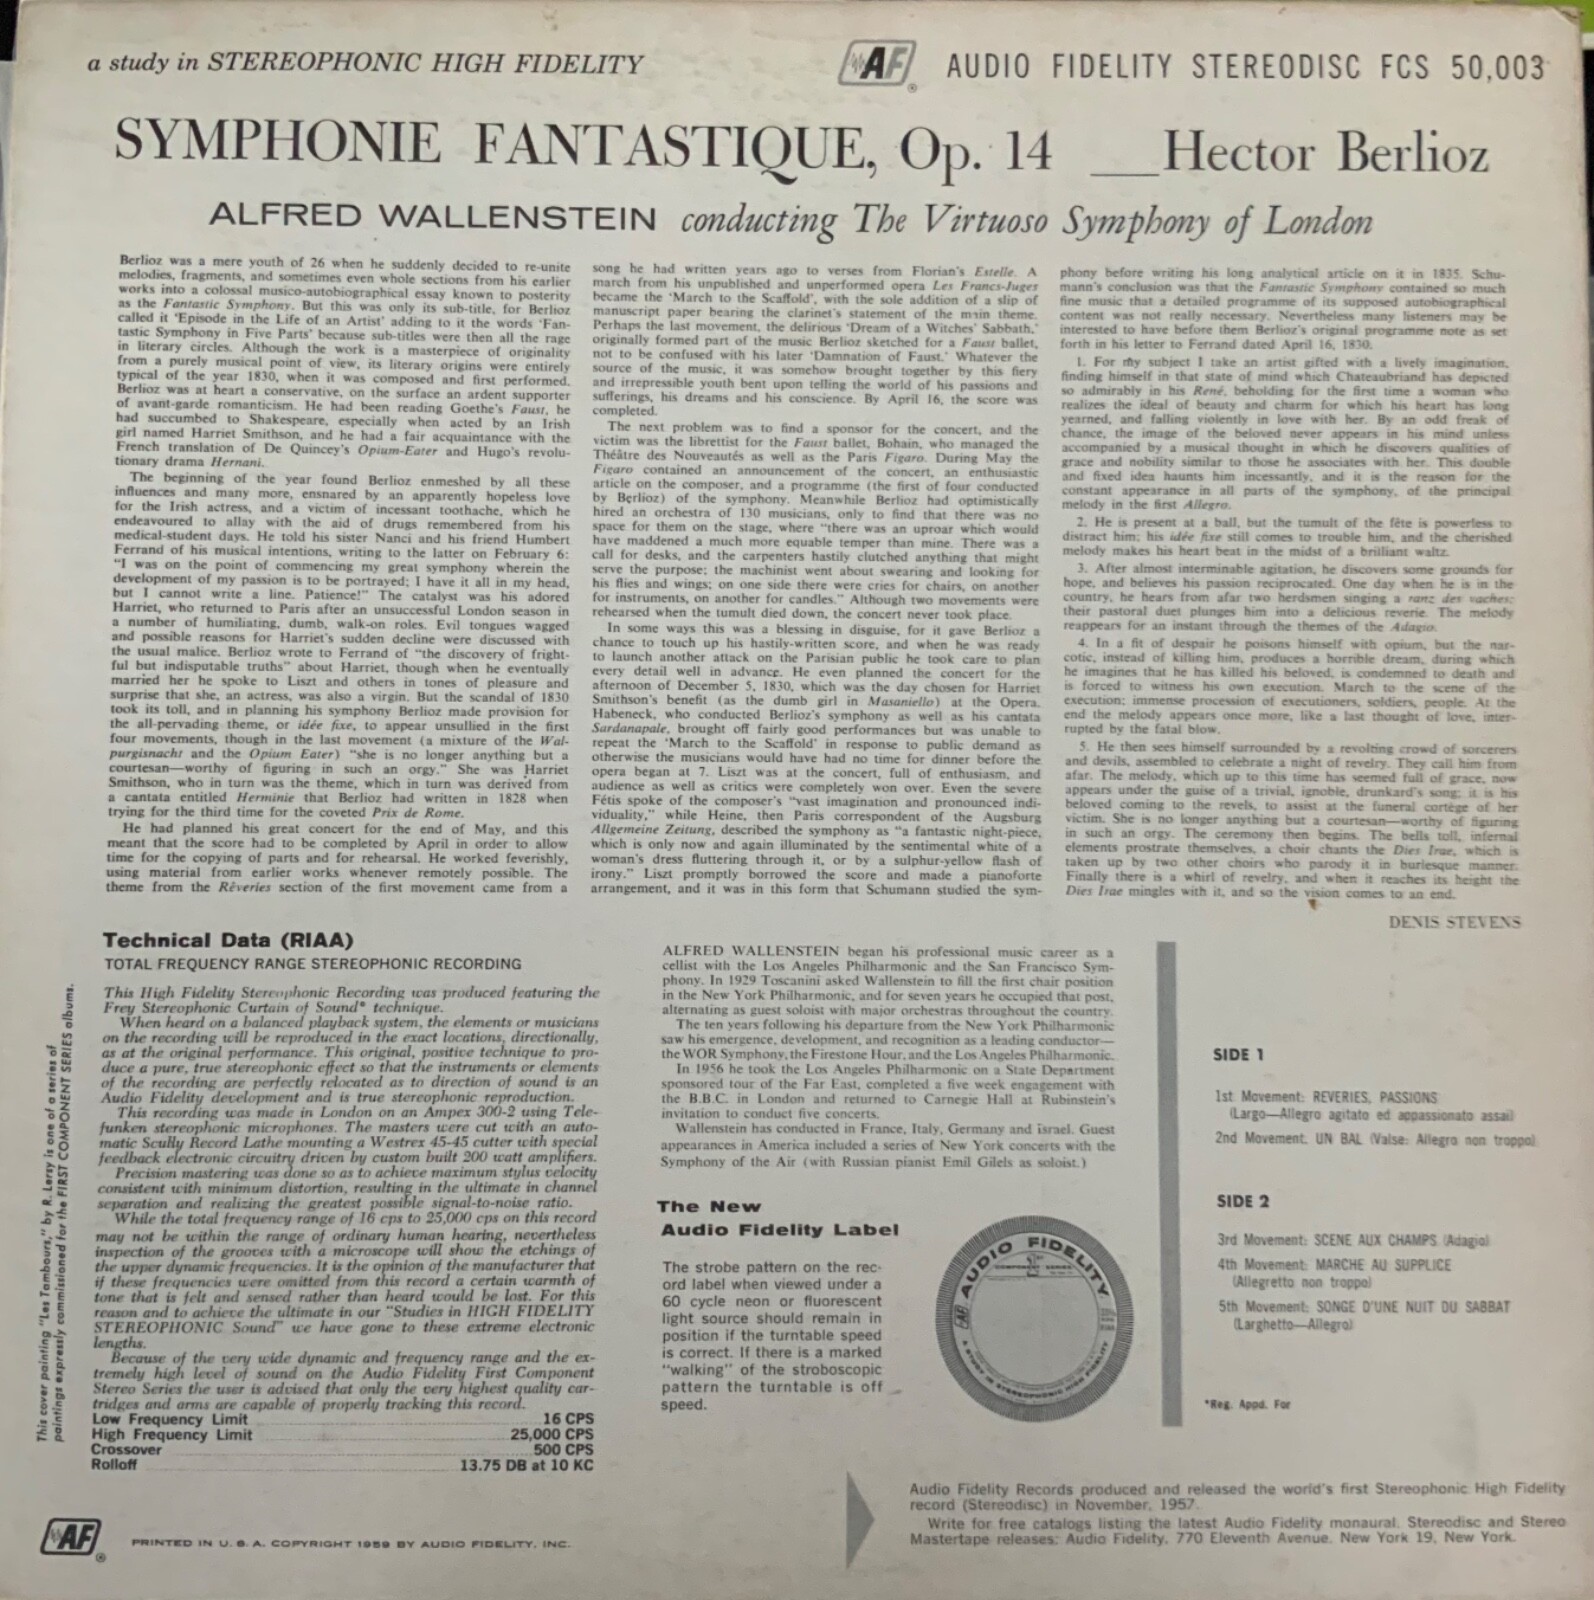 a study in STEREOPHONIC HIGH FIDELITY
AF ® AUDIO FIDELITY STEREODISC FCS 50,003
SYMPHONIE FANTASTIQUE, Op. 14 ___Hector Berlioz
ALFRED WALLENSTEIN conducting The Virtuoso Symphony of London
Berlioz was a mere youth of 26 when he suddenly decided to re-unite
melodies, fragments, and sometimes even whole sections from his earlier
works into a colossal musico-autobiographical essay known to posterity
as the Fantastic Symphony. But this was only its sub-title, for Berlioz
called it 'Episode in the Life of an Artist' adding to it the words 'Fan-
tastic Symphony in Five Parts' because sub-titles were then all the rage
in literary circles. Although the work is a masterpiece of originality
from a purely musical point of view, its literary origins were entirely
typical of the year 1830, when it was composed and first performed.
Berlioz was at heart a conservative, on the surface an ardent supporter
of avant-garde romanticism. He had been reading Goethe's Faust, he
had succumbed to Shakespeare, especially when acted by an Irish
girl named Harriet Smithson, and he had a fair acquaintance with the
French translation of De Quincey's Opium-Eater and Hugo's revolu-
tionary drama Hernani.
The beginning of the year found Berlioz enmeshed by all these
influences and many more, ensnared by an apparently hopeless love
for the Irish actress, and a victim of incessant toothache, which he
endeavoured to allay with the aid of drugs remembered from his
medical-student days. He told his sister Nanci and his friend Humbert
Ferrand of his musical intentions, writing to the latter on February 6:
"I was on the point of commencing my great symphony wherein the
development of my passion is to be portrayed; I have it all in my head,
but I cannot write a line. Patience!" The catalyst was his adored
Harriet, who returned to Paris after an unsuccessful London season in
a number of humiliating, dumb, walk-on roles. Evil tongues wagged
and possible reasons for Harriet's sudden decline were discussed with
the usual malice. Berlioz wrote to Ferrand of "the discovery of fright-
ful but indisputable truths" about Harriet, though when he eventually
married her he spoke to Liszt and others in tones of pleasure and
surprise that she, an actress, was also a virgin. But the scandal of 1830
took its toll, and in planning his symphony Berlioz made provision for
the all-pervading theme, or idée fixe, to appear unsullied in the first
four movements, though in the last movement (a mixture of the Wal-
purgisnacht and the Opium Eater) "she is no longer anything but a
courtesan—worthy of figuring in such an orgy." She was Harriet
Smithson, who in turn was the theme, which in turn was derived from
a cantata entitled Herminie that Berlioz had written in 1828 when
trying for the third time for the coveted Prix de Rome.
He had planned his great concert for the end of May, and this
meant that the score had to be completed by April in order to allow
time for the copying of parts and for rehearsal. He worked feverishly,
using material from earlier works whenever remotely possible. The
theme from the Rêveries section of the first movement came from a
song he had written years ago to verses from Florian's Estelle. A
march from his unpublished and unperformed opera Les Francs-Juges
became the 'March to the Scaffold', with the sole addition of a slip of
manuscript paper bearing the clarinet's statement of the main theme.
Perhaps the last movement, the delirious 'Dream of a Witches' Sabbath,'
originally formed part of the music Berlioz sketched for a Faust ballet,
not to be confused with his later 'Damnation of Faust.' Whatever the
source of the music, it was somehow brought together by this fiery
and irrepressible youth bent upon telling the world of his passions and
sufferings, his dreams and his conscience. By April 16, the score was
completed.
The next problem was to find a sponsor for the concert, and the
victim was the librettist for the Faust ballet, Bohain, who managed the
Théâtre des Nouveautés as well as the Paris Figaro. During May the
Figaro contained an announcement of the concert, an enthusiastic
article on the composer, and a programme (the first of four conducted
by Berlioz) of the symphony. Meanwhile Berlioz had optimistically
hired an orchestra of 130 musicians, only to find that there was no
space for them on the stage, where "there was an uproar which would
have maddened a much more equable temper than mine. There was a
call for desks, and the carpenters hastily clutched anything that might
serve the purpose; the machinist went about swearing and looking for
his flies and wings; on one side there were cries for chairs, on another
for instruments, on another for candles." Although two movements were
rehearsed when the tumult died down, the concert never took place.
In some ways this was a blessing in disguise, for it gave Berlioz a
chance to touch up his hastily-written score, and when he was ready
to launch another attack on the Parisian public he took care to plan
every detail well in advance. He even planned the concert for the
afternoon of December 5, 1830, which was the day chosen for Harriet
Smithson's benefit (as the dumb girl in Masaniello) at the Opera.
Habeneck, who conducted Berlioz's symphony as well as his cantata
Sardanapale, brought off fairly good performances but was unable to
repeat the 'March to the Scaffold' in response to public demand as
otherwise the musicians would have had no time for dinner before the
opera began at 7. Liszt was at the concert, full of enthusiasm, and
audience as well as critics were completely won over. Even the severe
Fétis spoke of the composer's "vast imagination and pronounced indi-
viduality," while Heine, then Paris correspondent of the Augsburg
Allgemeine Zeitung, described the symphony as "a fantastic night-piece,
which is only now and again illuminated by the sentimental white of a
woman's dress fluttering through it, or by a sulphur-yellow flash of
irony." Liszt promptly borrowed the score and made a pianoforte
arrangement, and it was in this form that Schumann studied the sym-
phony before writing his long analytical article on it in 1835. Schu-
mann's conclusion was that the Fantastic Symphony contained so much
fine music that a detailed programme of its supposed autobiographical
content was not really necessary. Nevertheless many listeners may be
interested to have before them Berlioz's original programme note as set
forth in his letter to Ferrand dated April 16, 1830.
1. For my subject I take an artist gifted with a lively imagination,
finding himself in that state of mind which Chateaubriand has depicted
so admirably in his René, beholding for the first time a woman who
realizes the ideal of beauty and charm for which his heart has long
yearned, and falling violently in love with her. By an odd freak of
chance, the image of the beloved never appears in his mind unless
accompanied by a musical thought in which he discovers qualities of
grace and nobility similar to those he associates with her. This double
and fixed idea haunts him incessantly, and it is the reason for the
constant appearance in all parts of the symphony, of the principal
melody in the first Allegro.
2. He is present at a ball, but the tumult of the fête is powerless to
distract him; his idée fixe still comes to trouble him, and the cherished
melody makes his heart beat in the midst of a brilliant waltz.
3. After almost interminable agitation, he discovers some grounds for
hope, and believes his passion reciprocated. One day when he is in the
country, he hears from afar two herdsmen singing a ranz des vaches;
their pastoral duet plunges him into a delicious reverie. The melody
reappears for an instant through the themes of the Adagio.
4. In a fit of despair he poisons himself with opium, but the nar-
cotic, instead of killing him, produces a horrible dream, during which
he imagines that he has killed his beloved, is condemned to death and
is forced to witness his own execution. March to the scene of the
execution; immense procession of executioners, soldiers, people. At the
end the melody appears once more, like a last thought of love, inter-
rupted by the fatal blow.
5. He then sees himself surrounded by a revolting crowd of sorcerers
and devils, assembled to celebrate a night of revelry. They call him from
afar. The melody, which up to this time has seemed full of grace, now
appears under the guise of a trivial, ignoble, drunkard's song; it is his
beloved coming to the revels, to assist at the funeral cortège of her
victim. She is no longer anything but a courtesan—worthy of figuring
in such an orgy. The ceremony then begins. The bells toll, infernal
elements prostrate themselves, a choir chants the Dies Irae, which is
taken up by two other choirs who parody it in burlesque manner.
Finally there is a whirl of revelry, and when it reaches its height the
Dies Irae mingles with it, and so the vision comes to an end.
DENIS STEVENS
Technical Data (RIAA)
TOTAL FREQUENCY RANGE STEREOPHONIC RECORDING
This High Fidelity Stereophonic Recording was produced featuring the
Frey Stereophonic Curtain of Sound* technique.
When heard on a balanced playback system, the elements or musicians
on the recording will be reproduced in the exact locations, directionally,
as at the original performance. This original, positive technique to pro-
duce a pure, true stereophonic effect so that the instruments or elements
of the recording are perfectly relocated as to direction of sound is an
Audio Fidelity development and is true stereophonic reproduction.
This recording was made in London on an Ampex 300-2 using Tele-
funken stereophonic microphones. The masters were cut with an auto-
matic Scully Record Lathe mounting a Westrex 45-45 cutter with special
feedback electronic circuitry driven by custom built 200 watt amplifiers.
Precision mastering was done so as to achieve maximum stylus velocity
consistent with minimum distortion, resulting in the ultimate in channel
separation and realizing the greatest possible signal-to-noise ratio.
While the total frequency range of 16 cps to 25,000 cps on this record
may not be within the range of ordinary human hearing, nevertheless
inspection of the grooves with a microscope will show the etchings of
the upper dynamic frequencies. It is the opinion of the manufacturer that
if these frequencies were omitted from this record a certain warmth of
tone that is felt and sensed rather than heard would be lost. For this
reason and to achieve the ultimate in our "Studies in HIGH FIDELITY
STEREOPHONIC Sound" we have gone to these extreme electronic
lengths.
Because of the very wide dynamic and frequency range and the ex-
tremely high level of sound on the Audio Fidelity First Component
Stereo Series the user is advised that only the very highest quality car-
tridges and arms are capable of properly tracking this record.
Low Frequency Limit 16 CPS
High Frequency Limit 25,000 CPS
Crossover 500 CPS
Rolloff 13.75 DB at 10 KC
This cover painting "Les Tambours," by R. Leroy is one of a series of
paintings expressly commissioned for the FIRST COMPONENT SERIES albums.
ALFRED WALLENSTEIN began his professional music career as a
cellist with the Los Angeles Philharmonic and the San Francisco Sym-
phony. In 1929 Toscanini asked Wallenstein to fill the first chair position
in the New York Philharmonic, and for seven years he occupied that post,
alternating as guest soloist with major orchestras throughout the country.
The ten years following his departure from the New York Philharmonic
saw his emergence, development, and recognition as a leading conductor—
the WOR Symphony, the Firestone Hour, and the Los Angeles Philharmonic.
In 1956 he took the Los Angeles Philharmonic on a State Department
sponsored tour of the Far East, completed a five week engagement with
the B.B.C. in London and returned to Carnegie Hall at Rubinstein's
invitation to conduct five concerts.
Wallenstein has conducted in France, Italy, Germany and israel. Guest
appearances in America included a series of New York concerts with the
Symphony of the Air (with Russian pianist Emil Gilels as soloist.)
The New
Audio Fidelity Label
The strobe pattern on the rec-
ord label when viewed under a
60 cycle neon or fluorescent
light source should remain in
position if the turntable speed
is correct. If there is a marked
"walking" of the stroboscopic
pattern the turntable is off
speed.
AUDIO FIDELITY
COMPONENT SERIES
A STUDY IN STEREOPHONIC HIGH FIDELITY
SIDE 1
1st Movement: REVERIES, PASSIONS
(Largo—Allegro agitato ed appassionato assai)
2nd Movement. UN BAL (Valse: Allegro non troppo)
SIDE 2
3rd Movement: SCENE AUX CHAMPS (Adagio)
4th Movement: MARCHE AU SUPPLICE
(Allegretto non troppo)
5th Movement: SONGE D'UNE NUIT DU SABBAT
(Larghetto—Allegro)
*Reg. Appd. For
Audio Fidelity Records produced and released the world's first Stereophonic High Fidelity
record (Stereodisc) in November, 1957.
Write for free catalogs listing the latest Audio Fidelity monaural. Stereodisc and Stereo
Mastertape releases: Audio Fidelity, 770 Eleventh Avenue, New York 19, New York.
AF ®
PRINTED IN U. S. A. COPYRIGHT 1959 BY AUDIO FIDELITY, INC.